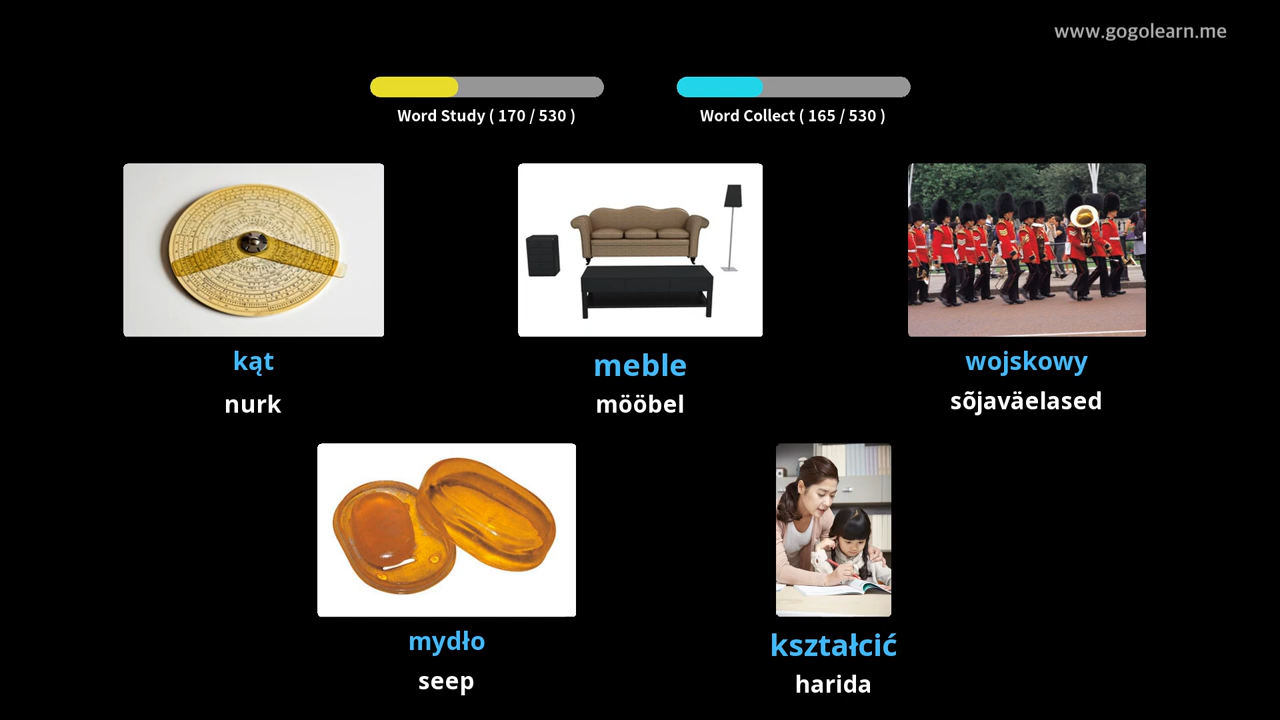 www.gogolearn.me
Word Study ( 170 / 530 )
Word Collect ( 165 / 530 )
kąt
nurk
meble
mööbel
wojskowy
sõjaväelased
mydło
seep
kształcić
harida